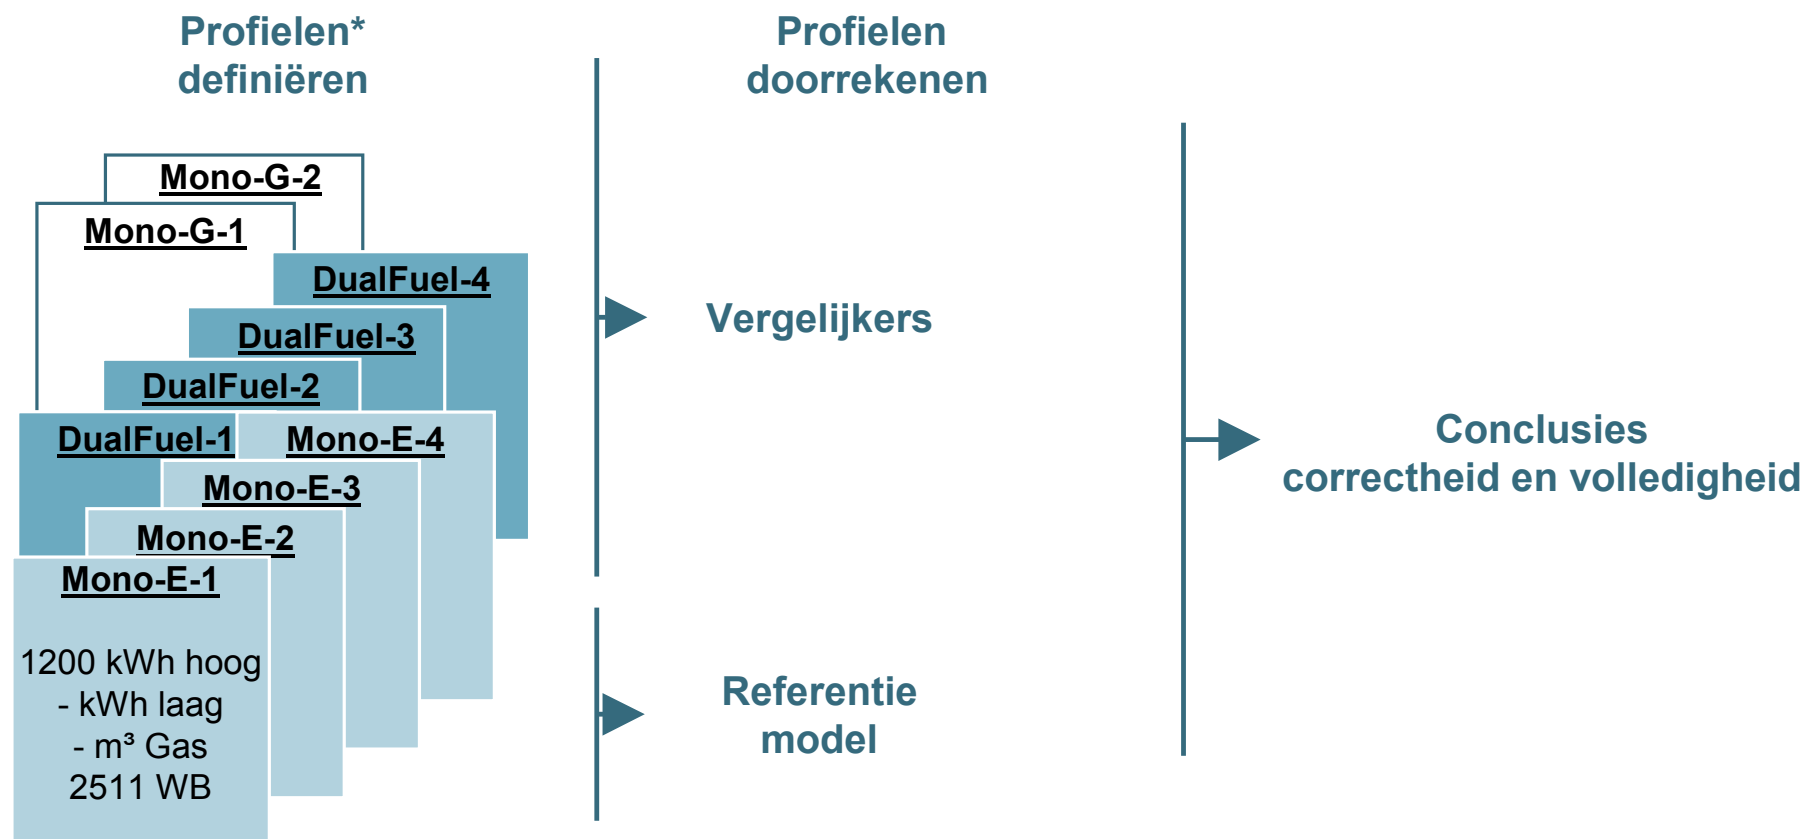 Profielen*
definiëren
Profielen
doorrekenen
Mono-G-2
Mono-G-1
DualFuel-4
DualFuel-3
DualFuel-2
DualFuel-1
Mono-E-4
Mono-E-3
Mono-E-2
Mono-E-1
1200 kWh hoog
- kWh laag
- m³ Gas
2511 WB
Vergelijkers
Referentie
model
Conclusies
correctheid en volledigheid